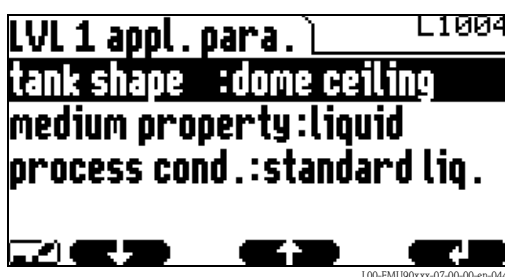 LVL 1 appl. para. L1004
tank shape :dome ceiling
medium property:liquid
process cond.:standard liq.
L00-FMU90xxx-07-00-00-en-044